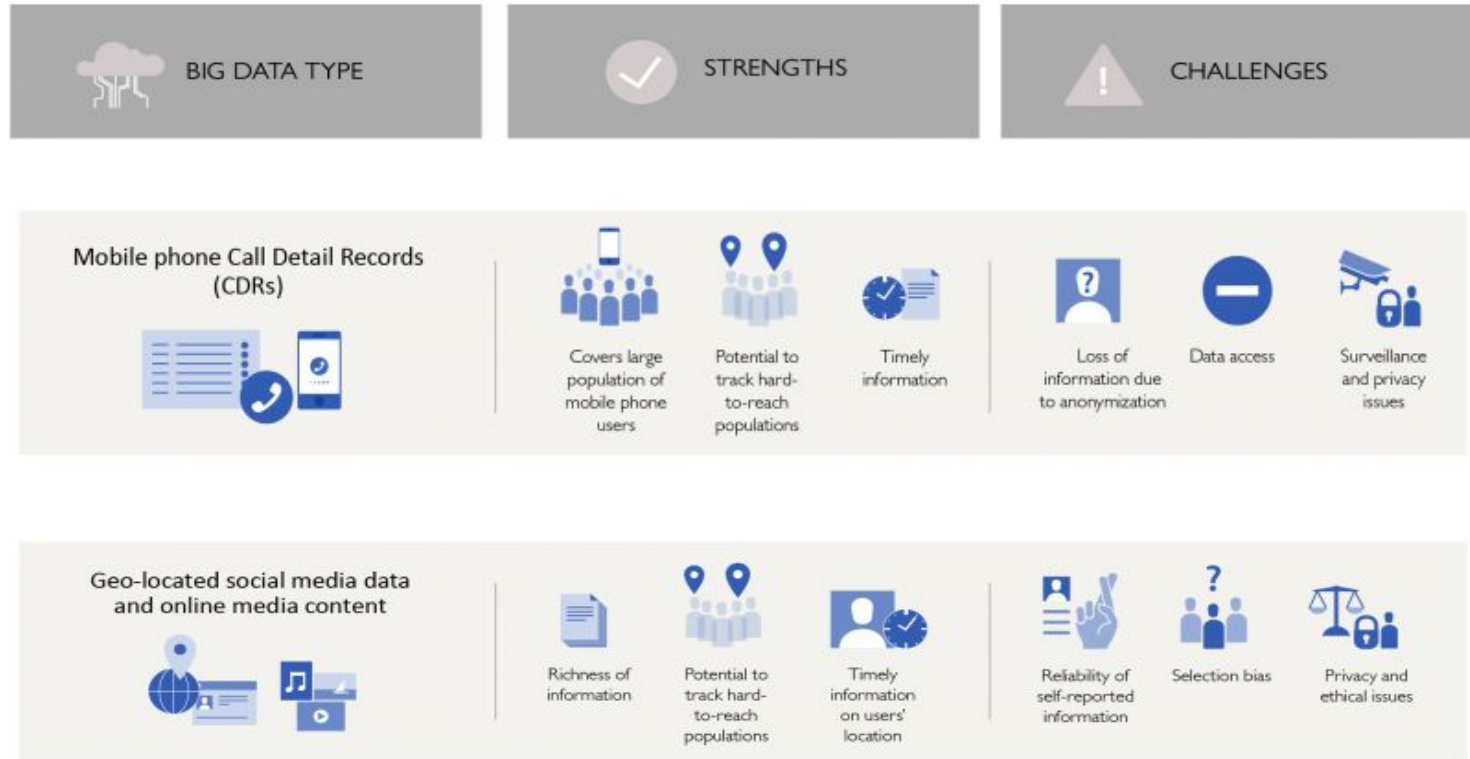 BIG DATA TYPE
STRENGTHS
CHALLENGES
Mobile phone Call Detail Records
(CDRs)
Covers large
population of
mobile phone
users
Potential to
track hard-
to-reach
populations
Timely
information
Loss of
information due
to anonymization
Data access
Surveillance
and privacy
issues
Geo-located social media data
and online media content
Richness of
information
Potential to
track hard-
to-reach
populations
Timely
information
on users'
location
Reliability of
self-reported
information
Selection bias
Privacy and
ethical issues